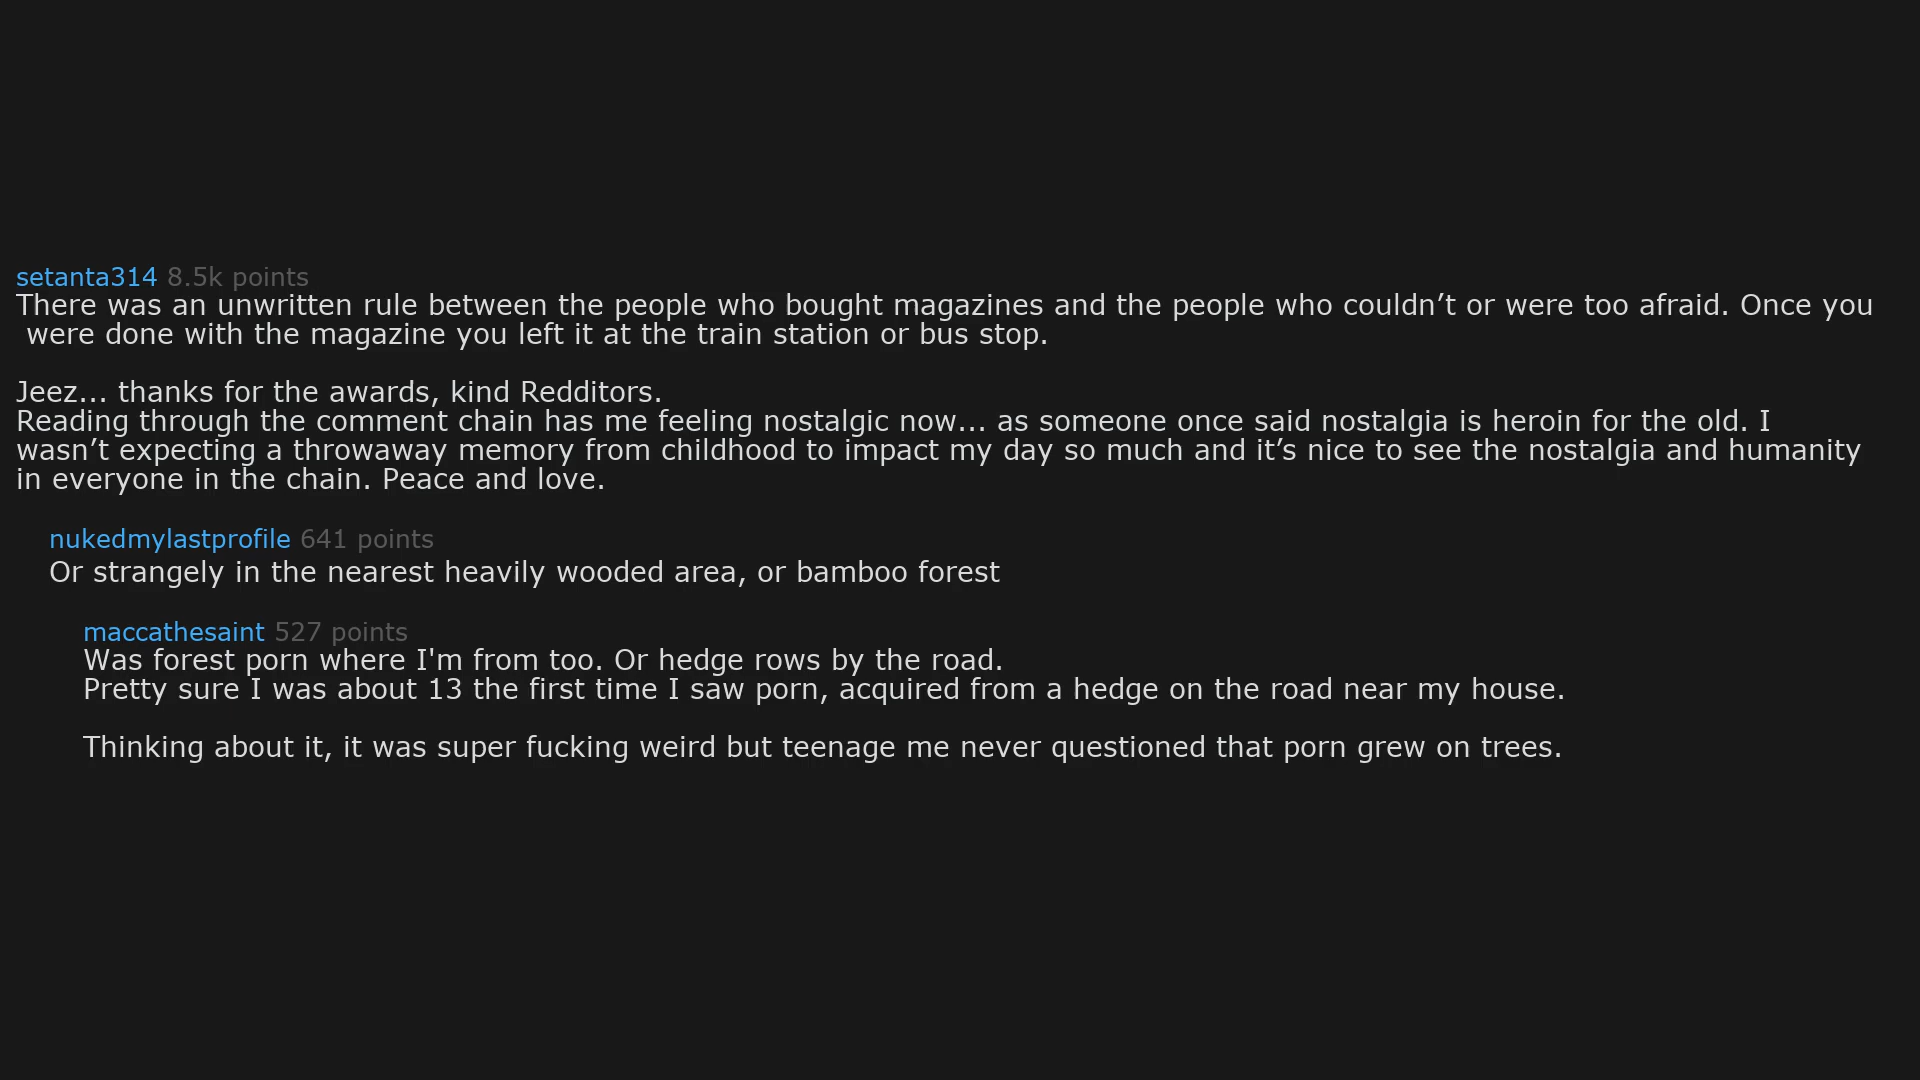 setanta314 8.5k points
There was an unwritten rule between the people who bought magazines and the people who couldn’t or were too afraid. Once you
were done with the magazine you left it at the train station or bus stop.
Jeez... thanks for the awards, kind Redditors.
Reading through the comment chain has me feeling nostalgic now... as someone once said nostalgia is heroin for the old. I
wasn’t expecting a throwaway memory from childhood to impact my day so much and it’s nice to see the nostalgia and humanity
in everyone in the chain. Peace and love.
nukedmylastprofile 641 points
Or strangely in the nearest heavily wooded area, or bamboo forest
maccathesaint 527 points
Was forest porn where I'm from too. Or hedge rows by the road.
Pretty sure I was about 13 the first time I saw porn, acquired from a hedge on the road near my house.
Thinking about it, it was super fucking weird but teenage me never questioned that porn grew on trees.